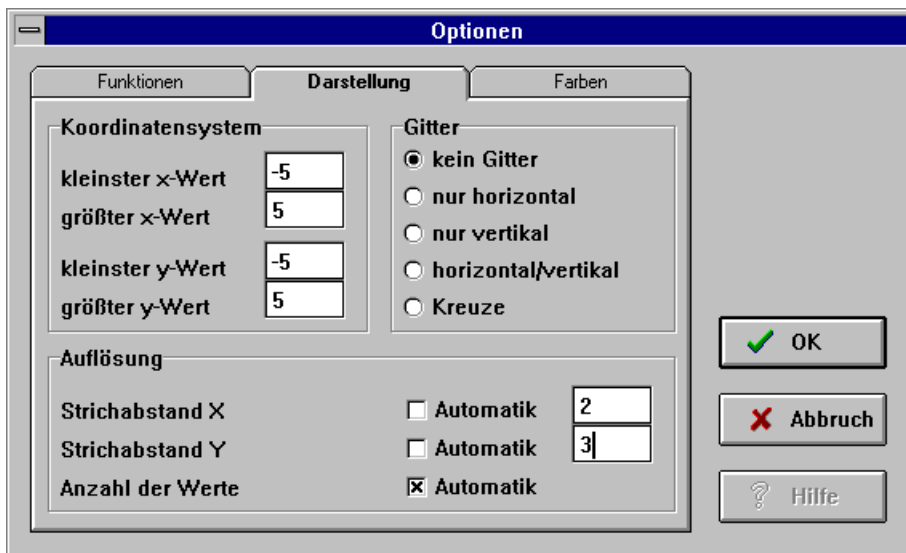 Optionen
Funktionen
Darstellung
Farben
Koordinatensystem
kleinster x-Wert -5
größter x-Wert 5
kleinster y-Wert -5
größter y-Wert 5
Gitter
kein Gitter
nur horizontal
nur vertikal
horizontal/vertikal
Kreuze
Auflösung
Strichabstand X Automatik 2
Strichabstand Y Automatik 3
Anzahl der Werte Automatik
OK
Abbruch
Hilfe